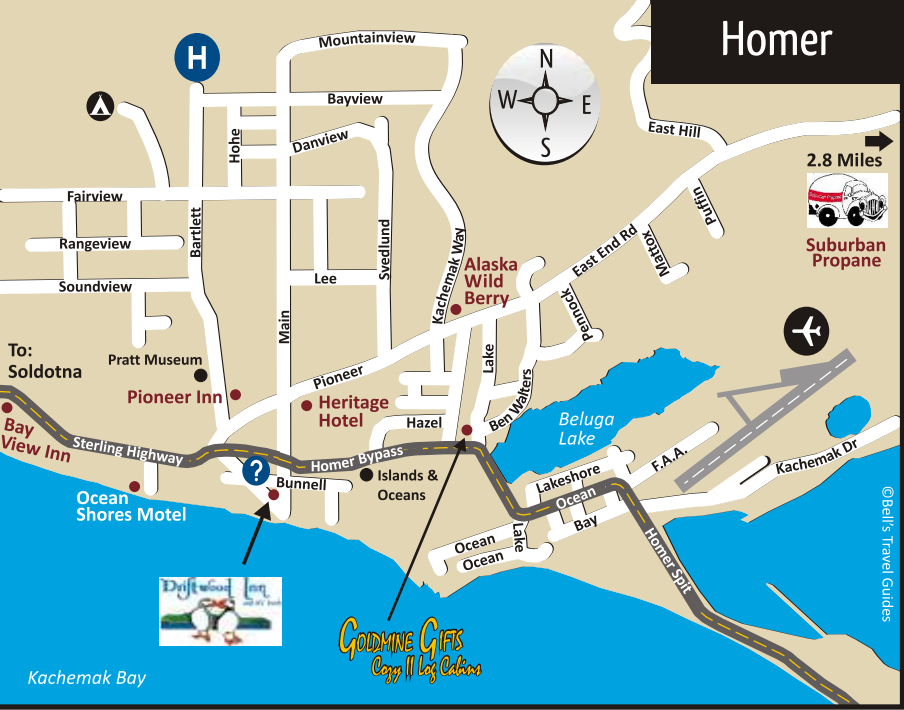 Homer
Mountainview
H
Bayview
N
W
E
S
East Hill
Hohe
Danview
2.8 Miles
Suburban
Propane
Fairview
Bartlett
Puffin
Rangeview
Svedlund
Kachemak Way
East End Rd
Mattox
Soundview
Lee
Alaska
Wild
Berry
Main
Pennock
To:
Soldotna
Pratt Museum
Pioneer
Lake
Pioneer Inn
Heritage
Hotel
Ben Walters
Beluga
Lake
Bay
View Inn
Hazel
Sterling Highway
Homer Bypass
F.A.A.
Kachemak Dr
?
Bunnell
Islands &
Oceans
Lakeshore
Ocean
Ocean
Shores Motel
Bay
Lake
Ocean
Ocean
Homer Spit
©Bell's Travel Guides
Driftwood Inn
GOLDMINE GIFTS
Cozy II Log Cabins
Kachemak Bay